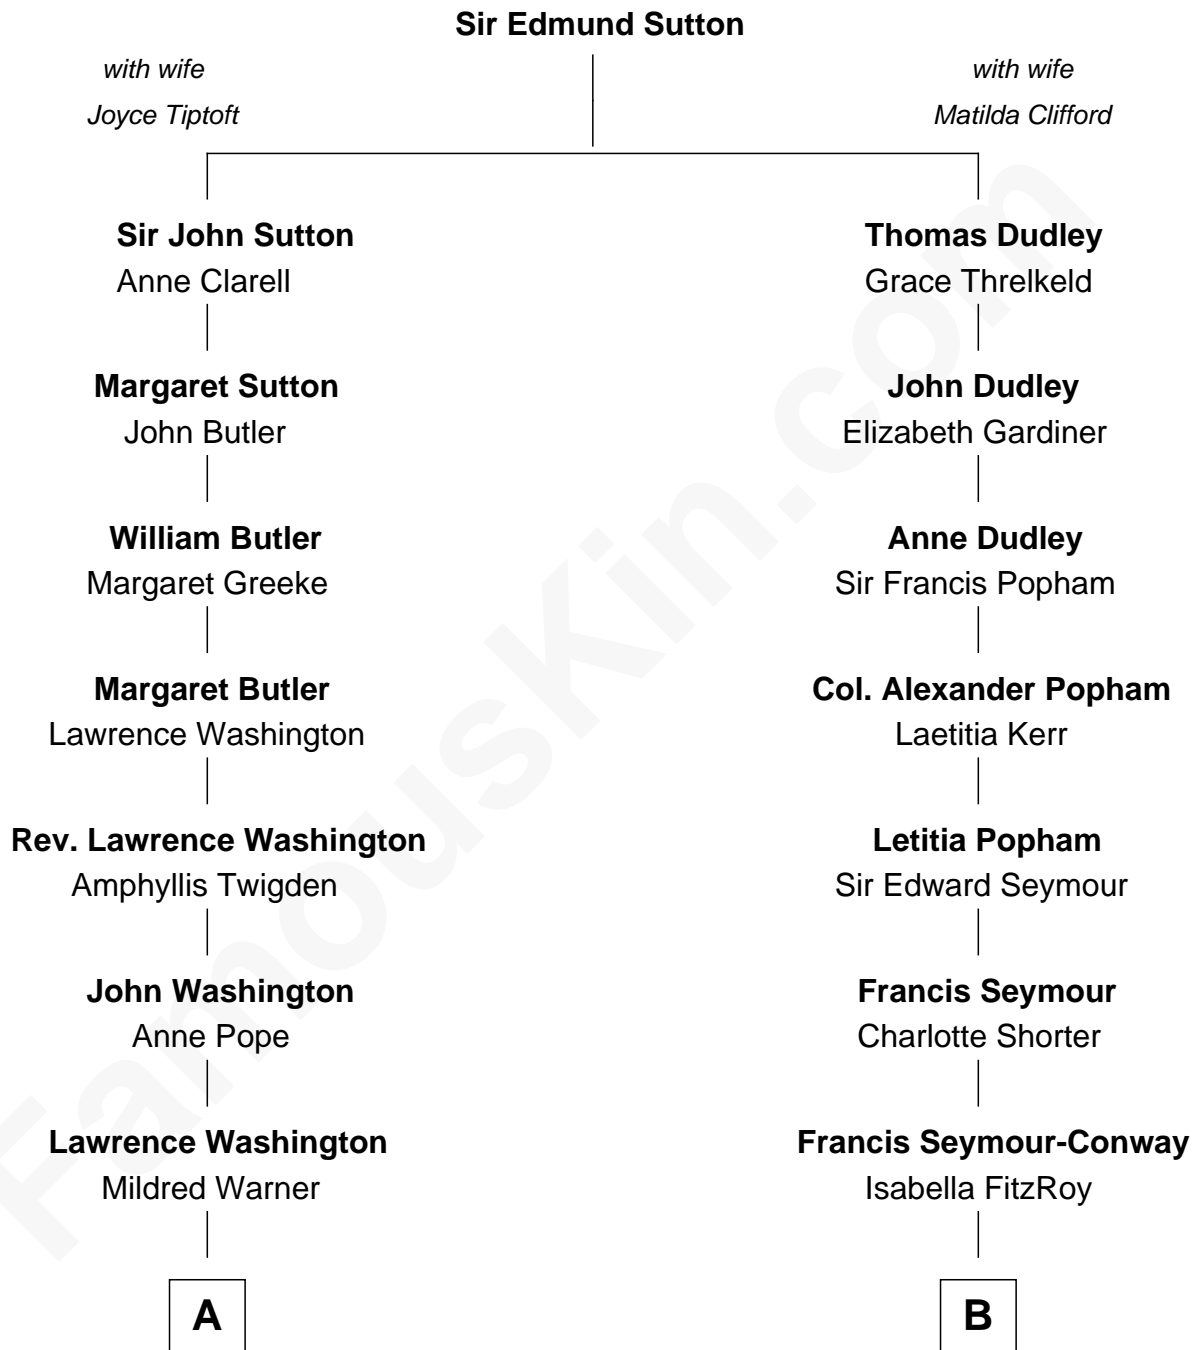 Sir Edmund Sutton
with wife
Joyce Tiptoft
with wife
Matilda Clifford
Sir John Sutton
Anne Clarell
Margaret Sutton
John Butler
William Butler
Margaret Greeke
Margaret Butler
Lawrence Washington
Rev. Lawrence Washington
Amphyllis Twigden
John Washington
Anne Pope
Lawrence Washington
Mildred Warner
A
Thomas Dudley
Grace Threlkeld
John Dudley
Elizabeth Gardiner
Anne Dudley
Sir Francis Popham
Col. Alexander Popham
Laetitia Kerr
Letitia Popham
Sir Edward Seymour
Francis Seymour
Charlotte Shorter
Francis Seymour-Conway
Isabella FitzRoy
B
FamousKin.com